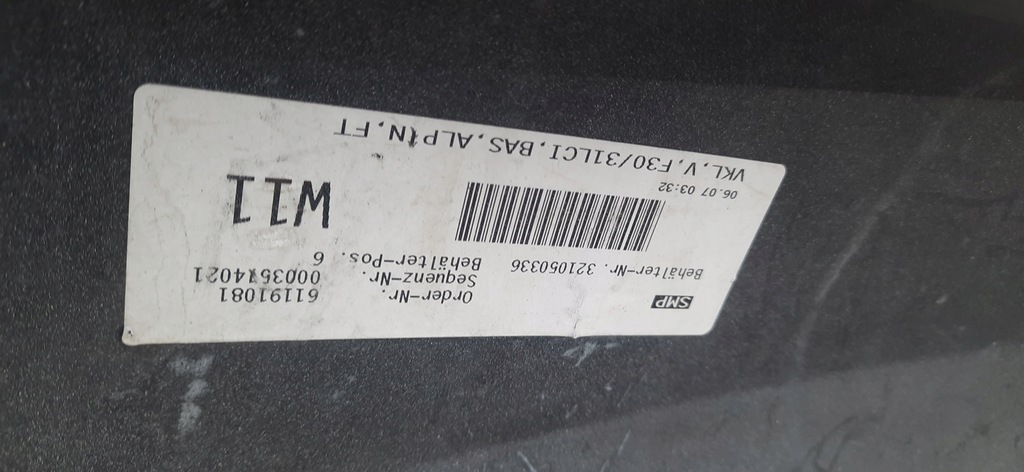 SMP
Order-Nr. 61191081
Sequenz-Nr. 0003514021
Behälter-Nr. 321050336 Behälter-Pos. 6
W11
06.07 03:32
VKL,V,F30/31LCI,BAS,ALPIN,FT